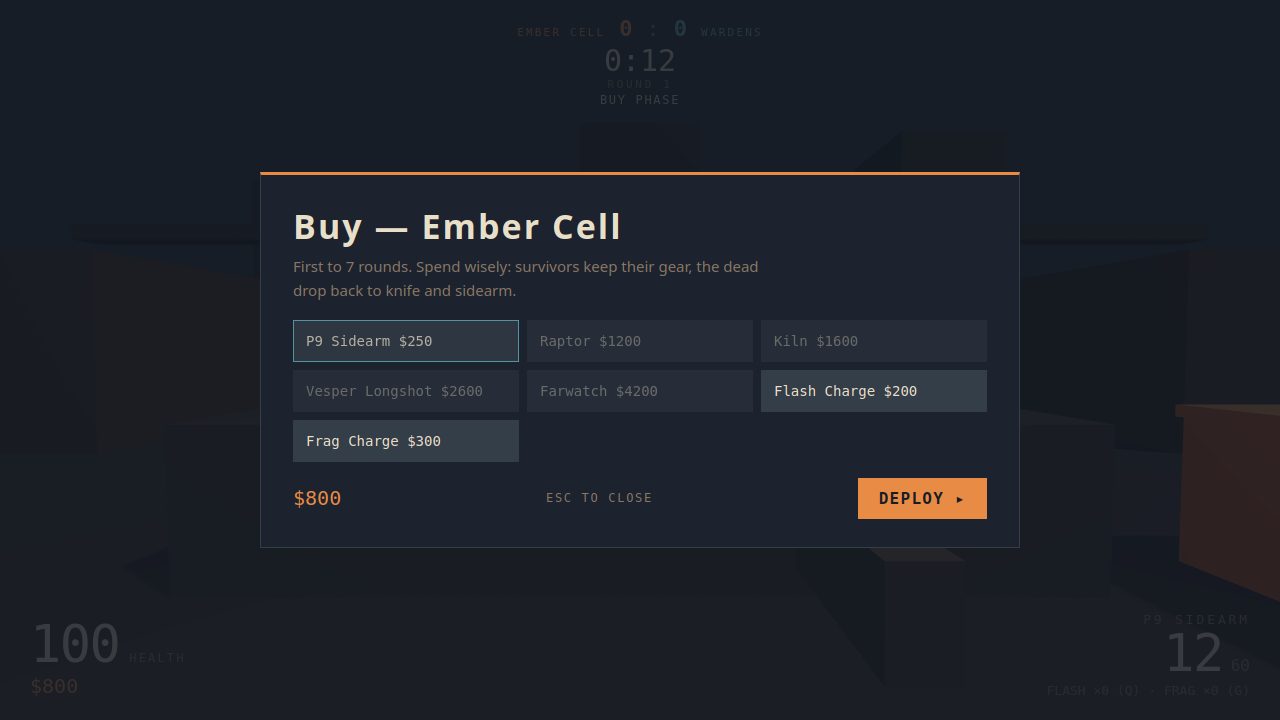 EMBER CELL 0 : 0 WARDENS
0:12
ROUND 1
BUY PHASE
Buy — Ember Cell
First to 7 rounds. Spend wisely: survivors keep their gear, the dead
drop back to knife and sidearm.
P9 Sidearm $250
Raptor $1200
Kiln $1600
Vesper Longshot $2600
Farwatch $4200
Flash Charge $200
Frag Charge $300
$800
ESC TO CLOSE
DEPLOY ▸
100 HEALTH
$800
P9 SIDEARM
12 60
FLASH ×0 (Q) · FRAG ×0 (G)